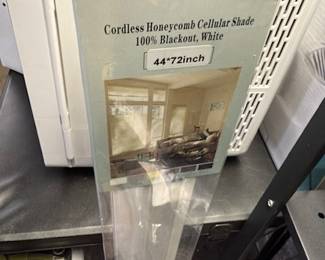 Cordless Honeycomb Cellular Shade
100% Blackout, White
44*72inch